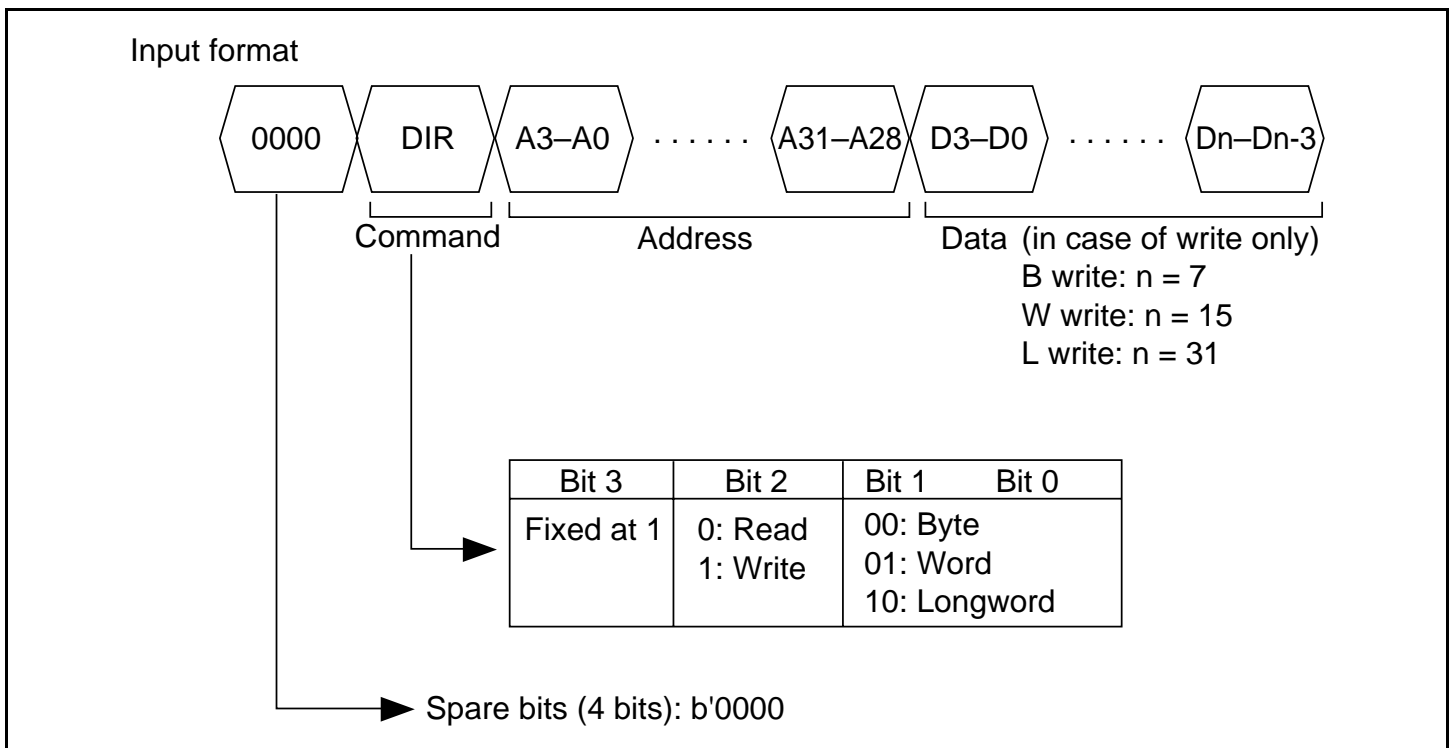 Input format
0000 DIR A3–A0 ...... A31–A28 D3–D0 ...... Dn–Dn-3
Command Address Data (in case of write only)
B write: n = 7
W write: n = 15
L write: n = 31
Bit 3 Bit 2 Bit 1 Bit 0
Fixed at 1 0: Read 00: Byte
1: Write 01: Word
10: Longword
Spare bits (4 bits): b'0000